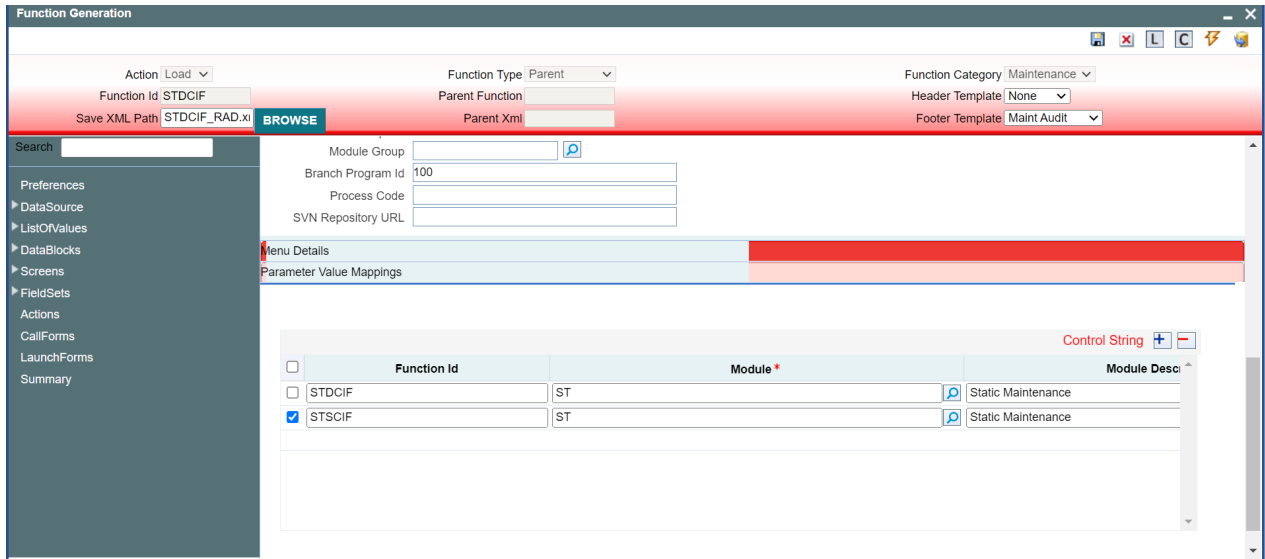 Function Generation
L C
Action Load Function Type Parent Function Category Maintenance
Function Id STDCIF Parent Function Header Template None
Save XML Path STDCIF_RAD.x BROWSE Parent Xml Footer Template Maint Audit
Search
Preferences
DataSource
ListOfValues
DataBlocks
Screens
FieldSets
Actions
CallForms
LaunchForms
Summary
Module Group
Branch Program Id 100
Process Code
SVN Repository URL
Menu Details
Parameter Value Mappings
Control String
Function Id Module * Module Descr
STDCIF ST Static Maintenance
STSCIF ST Static Maintenance